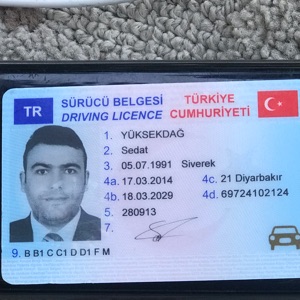 TR
SÜRÜCÜ BELGESİ TÜRKİYE
DRIVING LICENCE CUMHURİYETİ
1. YÜKSEKDAĞ
2. Sedat
3. 05.07.1991 Siverek
4a. 17.03.2014 4c. 21 Diyarbakır
4b. 18.03.2029 4d. 69724102124
5. 280913
7.
9. B B1 C C1 D D1 F M